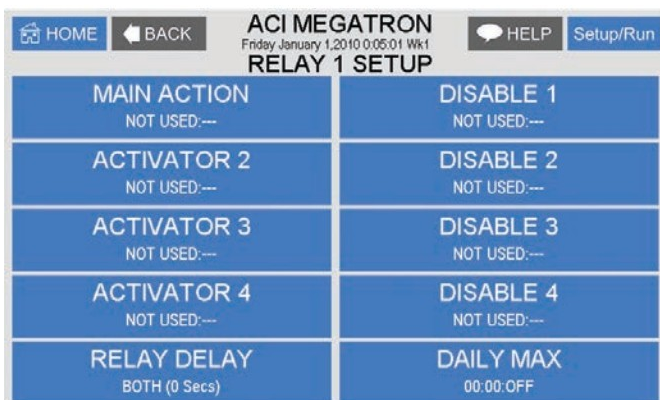 HOME
BACK
ACI MEGATRON
Friday January 1,2010 0:05:01 Wk1
RELAY 1 SETUP
HELP
Setup/Run
MAIN ACTION
NOT USED:---
DISABLE 1
NOT USED:---
ACTIVATOR 2
NOT USED:---
DISABLE 2
NOT USED:---
ACTIVATOR 3
NOT USED:---
DISABLE 3
NOT USED:---
ACTIVATOR 4
NOT USED:---
DISABLE 4
NOT USED:---
RELAY DELAY
BOTH (0 Secs)
DAILY MAX
00:00:OFF